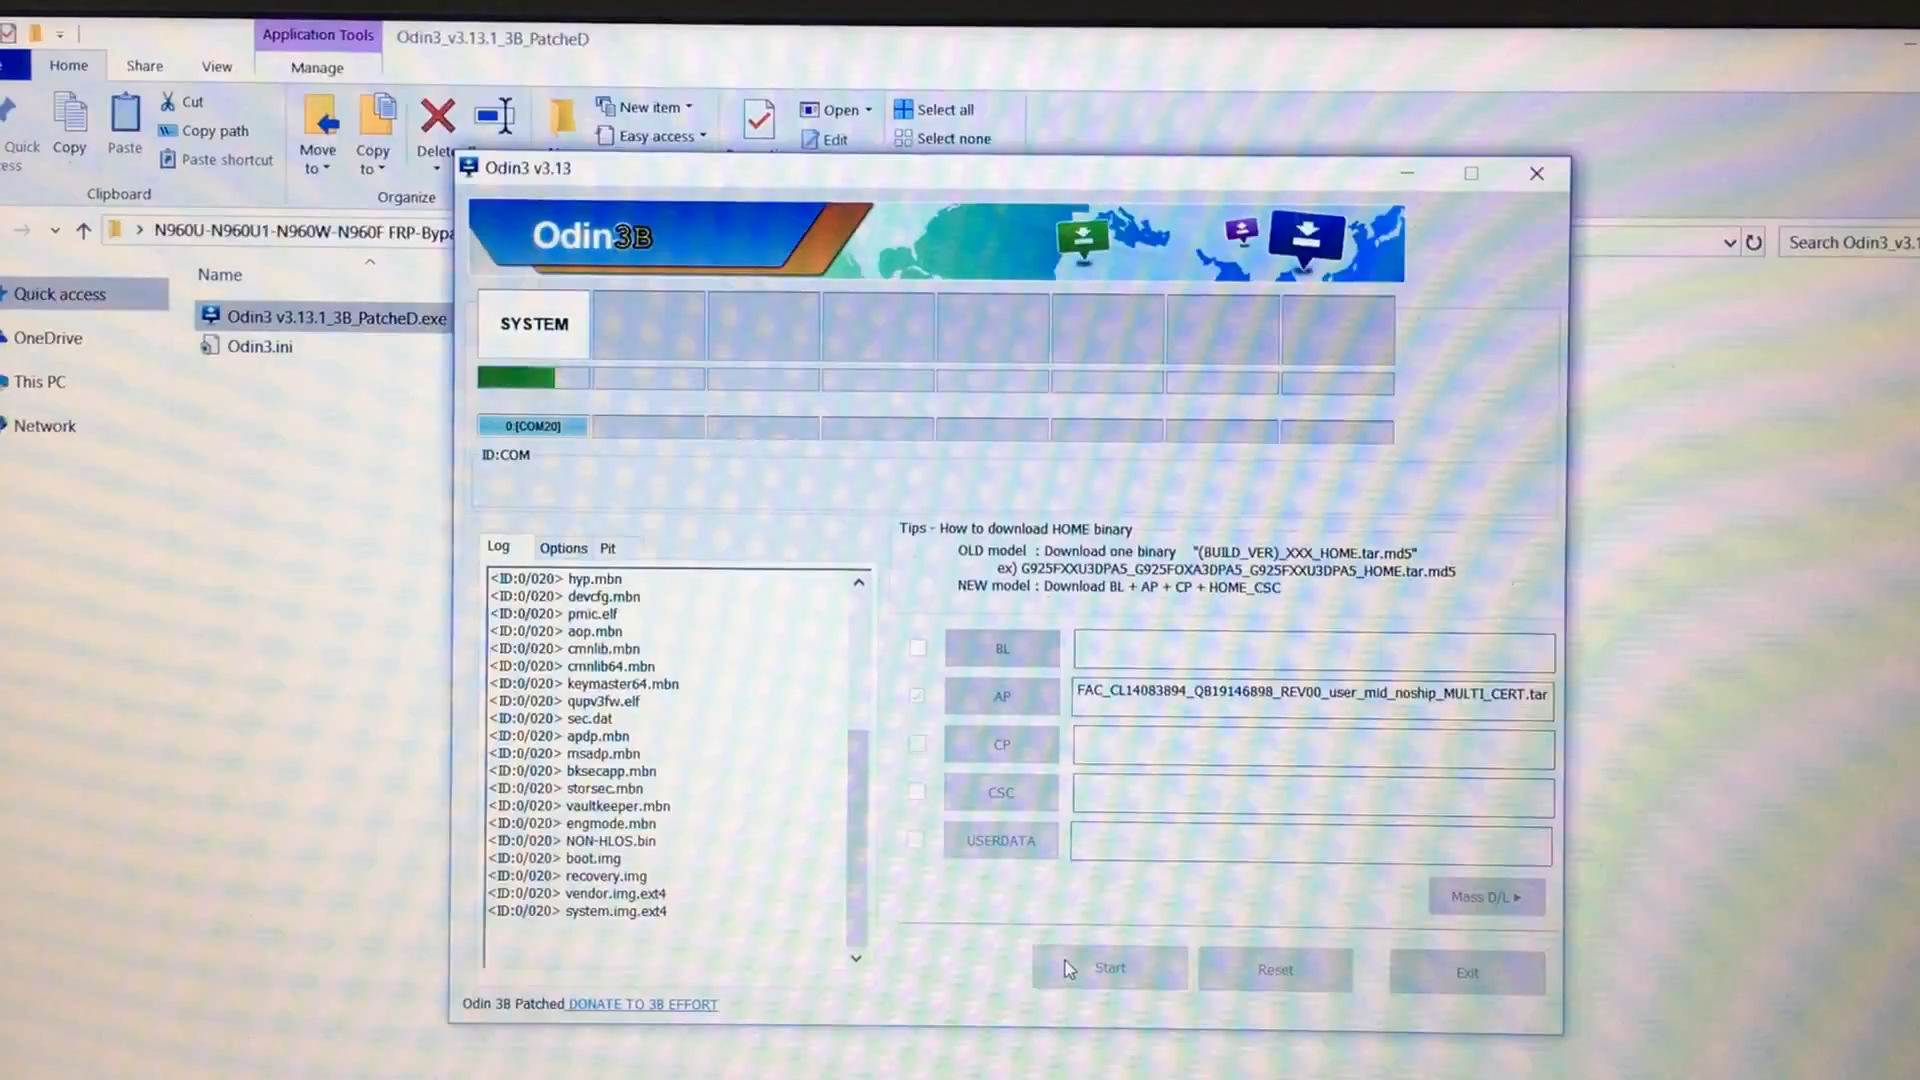 Application Tools
Odin3_v3.13.1_3B_PatcheD
Home
Share
View
Manage
Quick
Copy
Paste
Cut
Copy path
Paste shortcut
Clipboard
Move to
Copy to
Delete
Organize
New item
Easy access
Open
Edit
Select all
Select none
N960U-N960U1-N960W-N960F FRP-Bypa
Search Odin3_v3.1
Quick access
OneDrive
This PC
Network
Name
Odin3 v3.13.1_3B_PatcheD.exe
Odin3.ini
Odin3 v3.13
Odin3B
SYSTEM
0:[COM20]
ID:COM
Log
Options
Pit
<ID:0/020> hyp.mbn
<ID:0/020> devcfg.mbn
<ID:0/020> pmic.elf
<ID:0/020> aop.mbn
<ID:0/020> cmnlib.mbn
<ID:0/020> cmnlib64.mbn
<ID:0/020> keymaster64.mbn
<ID:0/020> qupv3fw.elf
<ID:0/020> sec.dat
<ID:0/020> apdp.mbn
<ID:0/020> msadp.mbn
<ID:0/020> bksecapp.mbn
<ID:0/020> storsec.mbn
<ID:0/020> vaultkeeper.mbn
<ID:0/020> engmode.mbn
<ID:0/020> NON-HLOS.bin
<ID:0/020> boot.img
<ID:0/020> recovery.img
<ID:0/020> vendor.img.ext4
<ID:0/020> system.img.ext4
Tips - How to download HOME binary
OLD model : Download one binary "(BUILD_VER)_XXX_HOME.tar.md5"
ex) G925FXXU3DPA5_G925FOXA3DPA5_G925FXXU3DPA5_HOME.tar.md5
NEW model : Download BL + AP + CP + HOME_CSC
BL
AP
FAC_CL14083894_QB19146898_REV00_user_mid_noship_MULTI_CERT.tar
CP
CSC
USERDATA
Mass D/L
Start
Reset
Exit
Odin 3B Patched DONATE TO 3B EFFORT